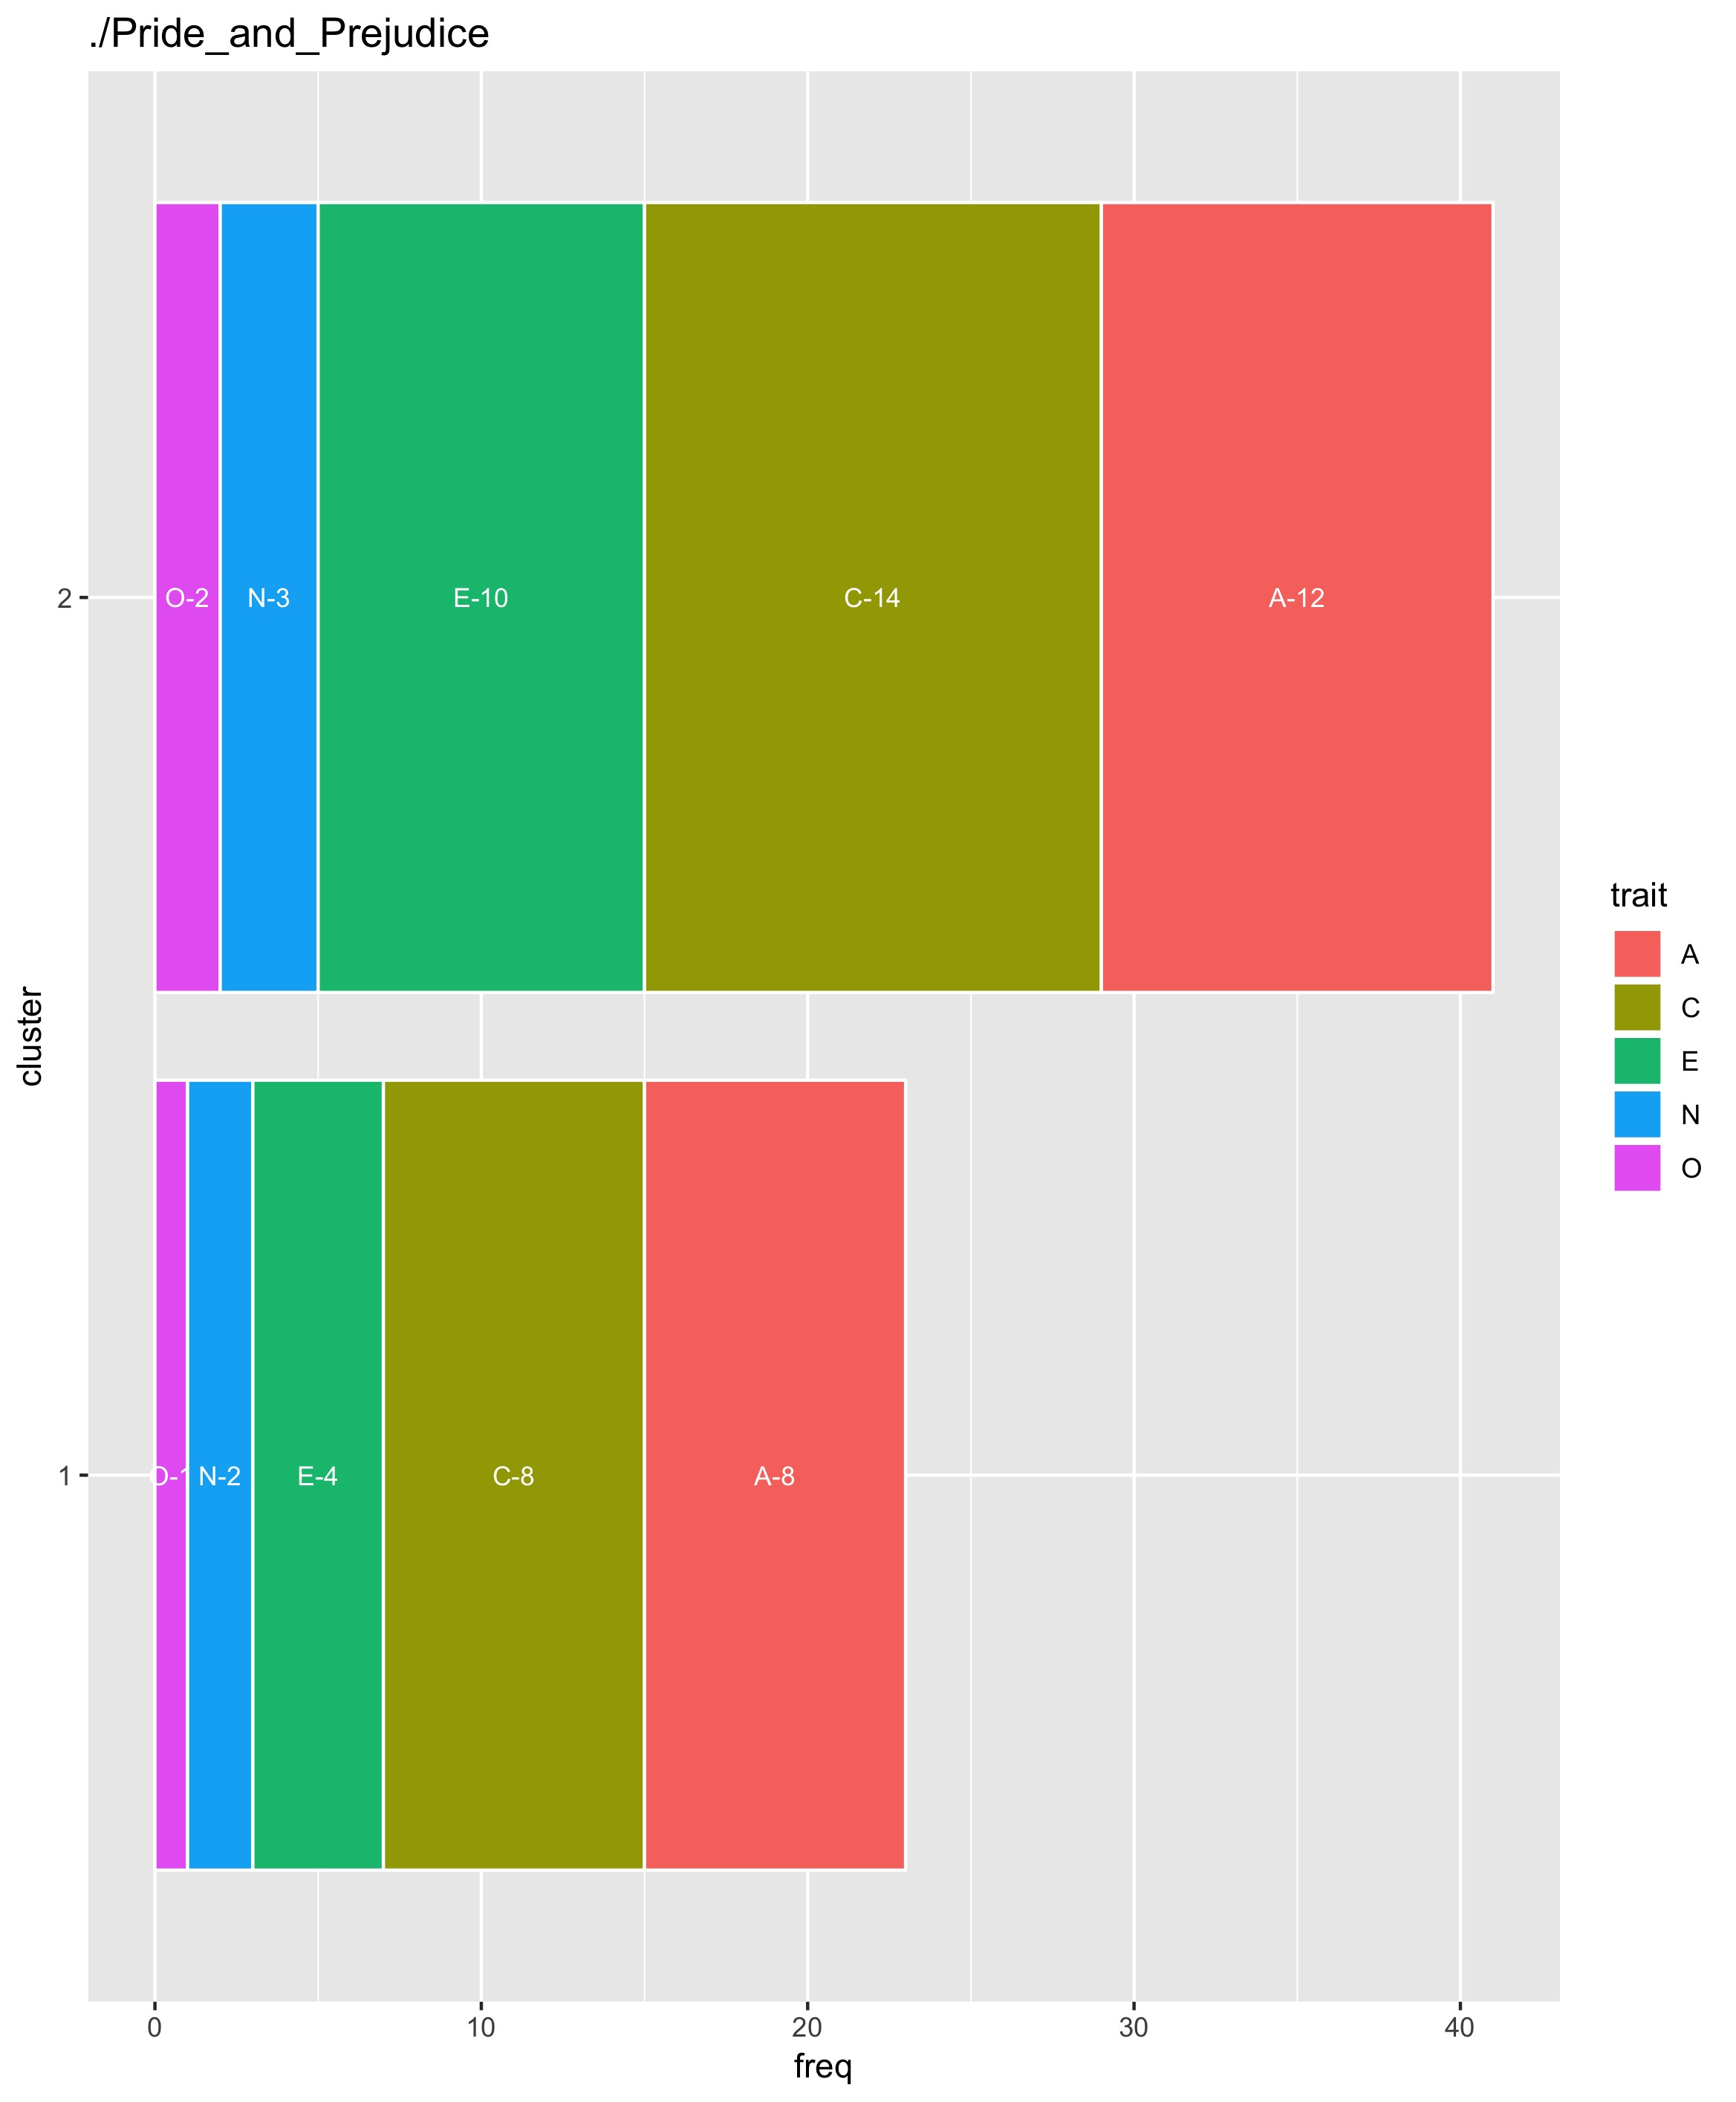 ./Pride_and_Prejudice
cluster
2
O-2 N-3 E-10 C-14 A-12
1
O-1 N-2 E-4 C-8 A-8
0 10 20 30 40
freq
trait
A
C
E
N
O